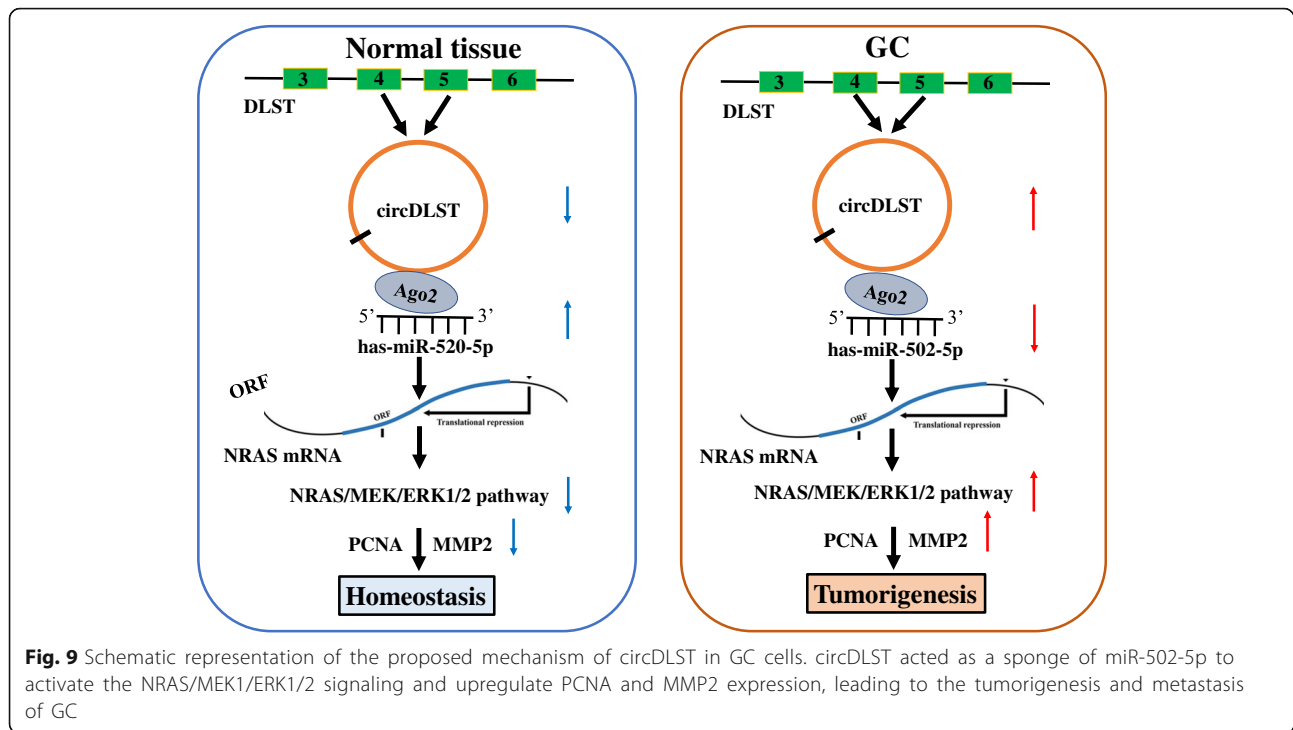 Normal tissue
3 4 5 6
DLST
circDLST
Ago2
5’ 3’
has-miR-520-5p
ORF
ORF
Translational repression
NRAS mRNA
NRAS/MEK/ERK1/2 pathway
PCNA MMP2
Homeostasis
GC
3 4 5 6
DLST
circDLST
Ago2
5’ 3’
has-miR-502-5p
ORF
Translational repression
NRAS mRNA
NRAS/MEK/ERK1/2 pathway
PCNA MMP2
Tumorigenesis
Fig. 9 Schematic representation of the proposed mechanism of circDLST in GC cells. circDLST acted as a sponge of miR-502-5p to
activate the NRAS/MEK1/ERK1/2 signaling and upregulate PCNA and MMP2 expression, leading to the tumorigenesis and metastasis
of GC